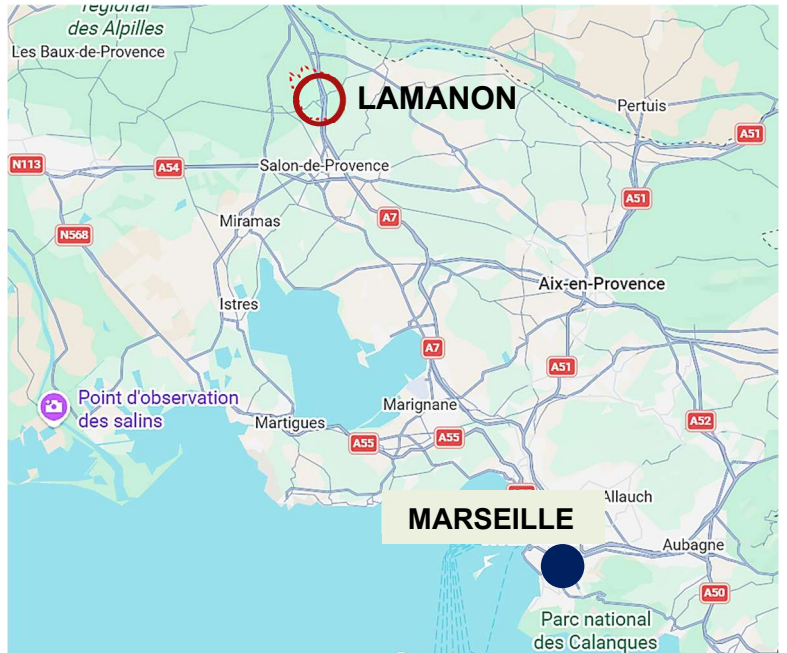 régional
des Alpilles
Les Baux-de-Provence
LAMANON
Pertuis
A51
N113
A54
Salon-de-Provence
A51
Miramas
A7
N568
Aix-en-Provence
Istres
A7
A51
Point d'observation
des salins
Marignane
Martigues
A52
A55
A55
Allauch
MARSEILLE
Aubagne
A50
Parc national
des Calanques